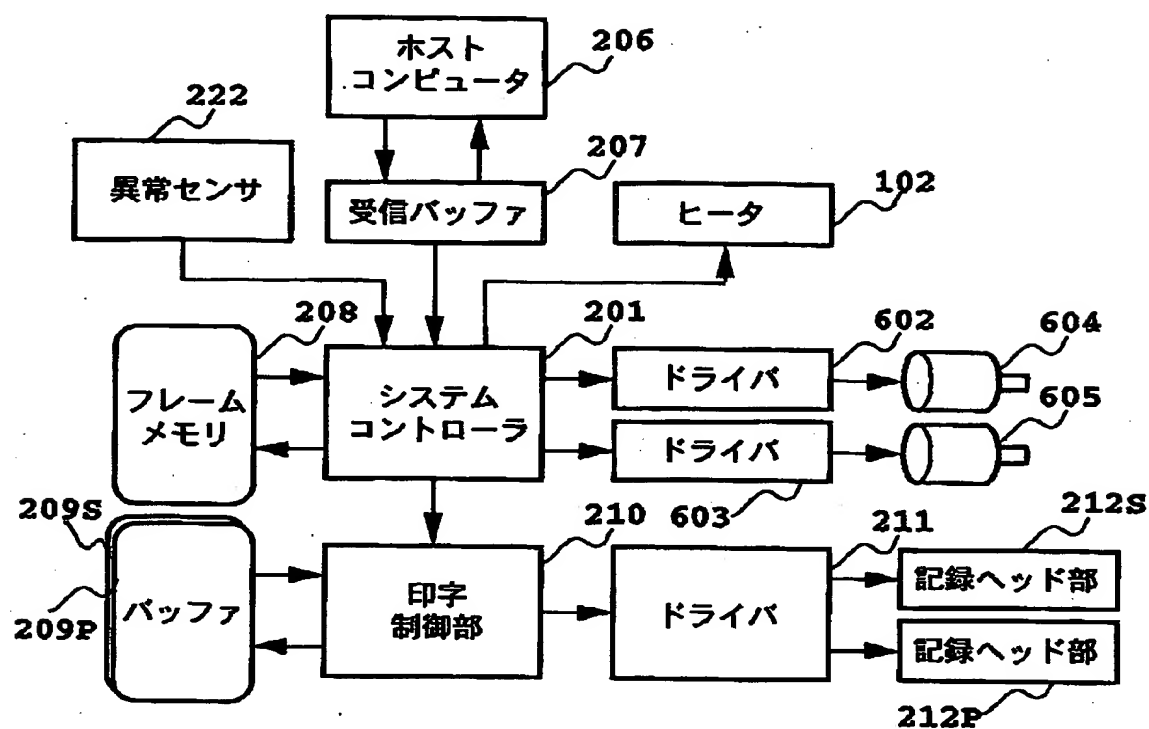 ホスト
コンピュータ
206
222
異常センサ
207
受信バッファ
102
ヒータ
208
フレーム
メモリ
201
システム
コントローラ
602
ドライバ
604
605
ドライバ
603
209S
209P
バッファ
210
印字
制御部
211
ドライバ
212S
記録ヘッド部
記録ヘッド部
212P